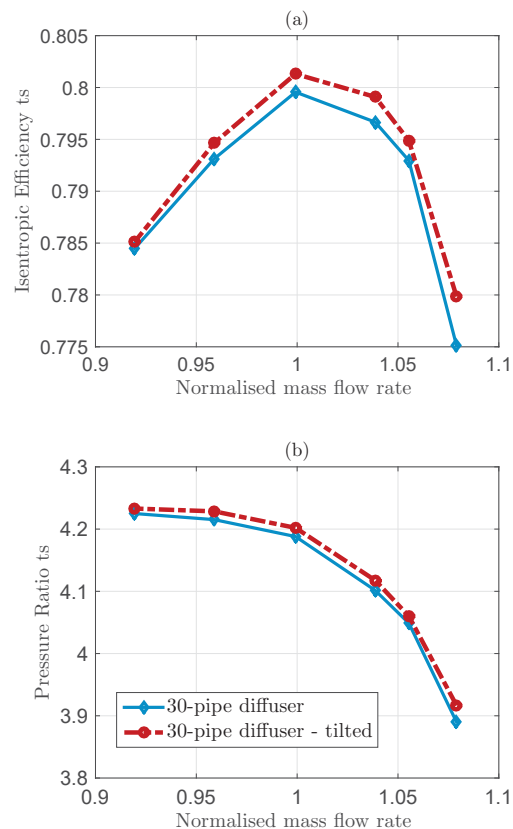 (a)
0.805
0.8
0.795
0.79
0.785
0.78
0.775
Isentropic Efficiency ts
0.9 0.95 1 1.05 1.1
Normalised mass flow rate
(b)
4.3
4.2
4.1
4
3.9
3.8
Pressure Ratio ts
30-pipe diffuser
30-pipe diffuser - tilted
0.9 0.95 1 1.05 1.1
Normalised mass flow rate